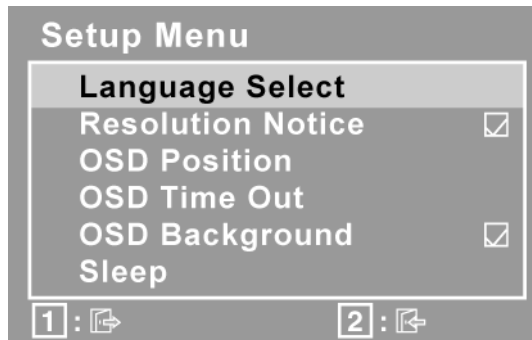 Setup Menu
Language Select
Resolution Notice
OSD Position
OSD Time Out
OSD Background
Sleep
1 : 2 :